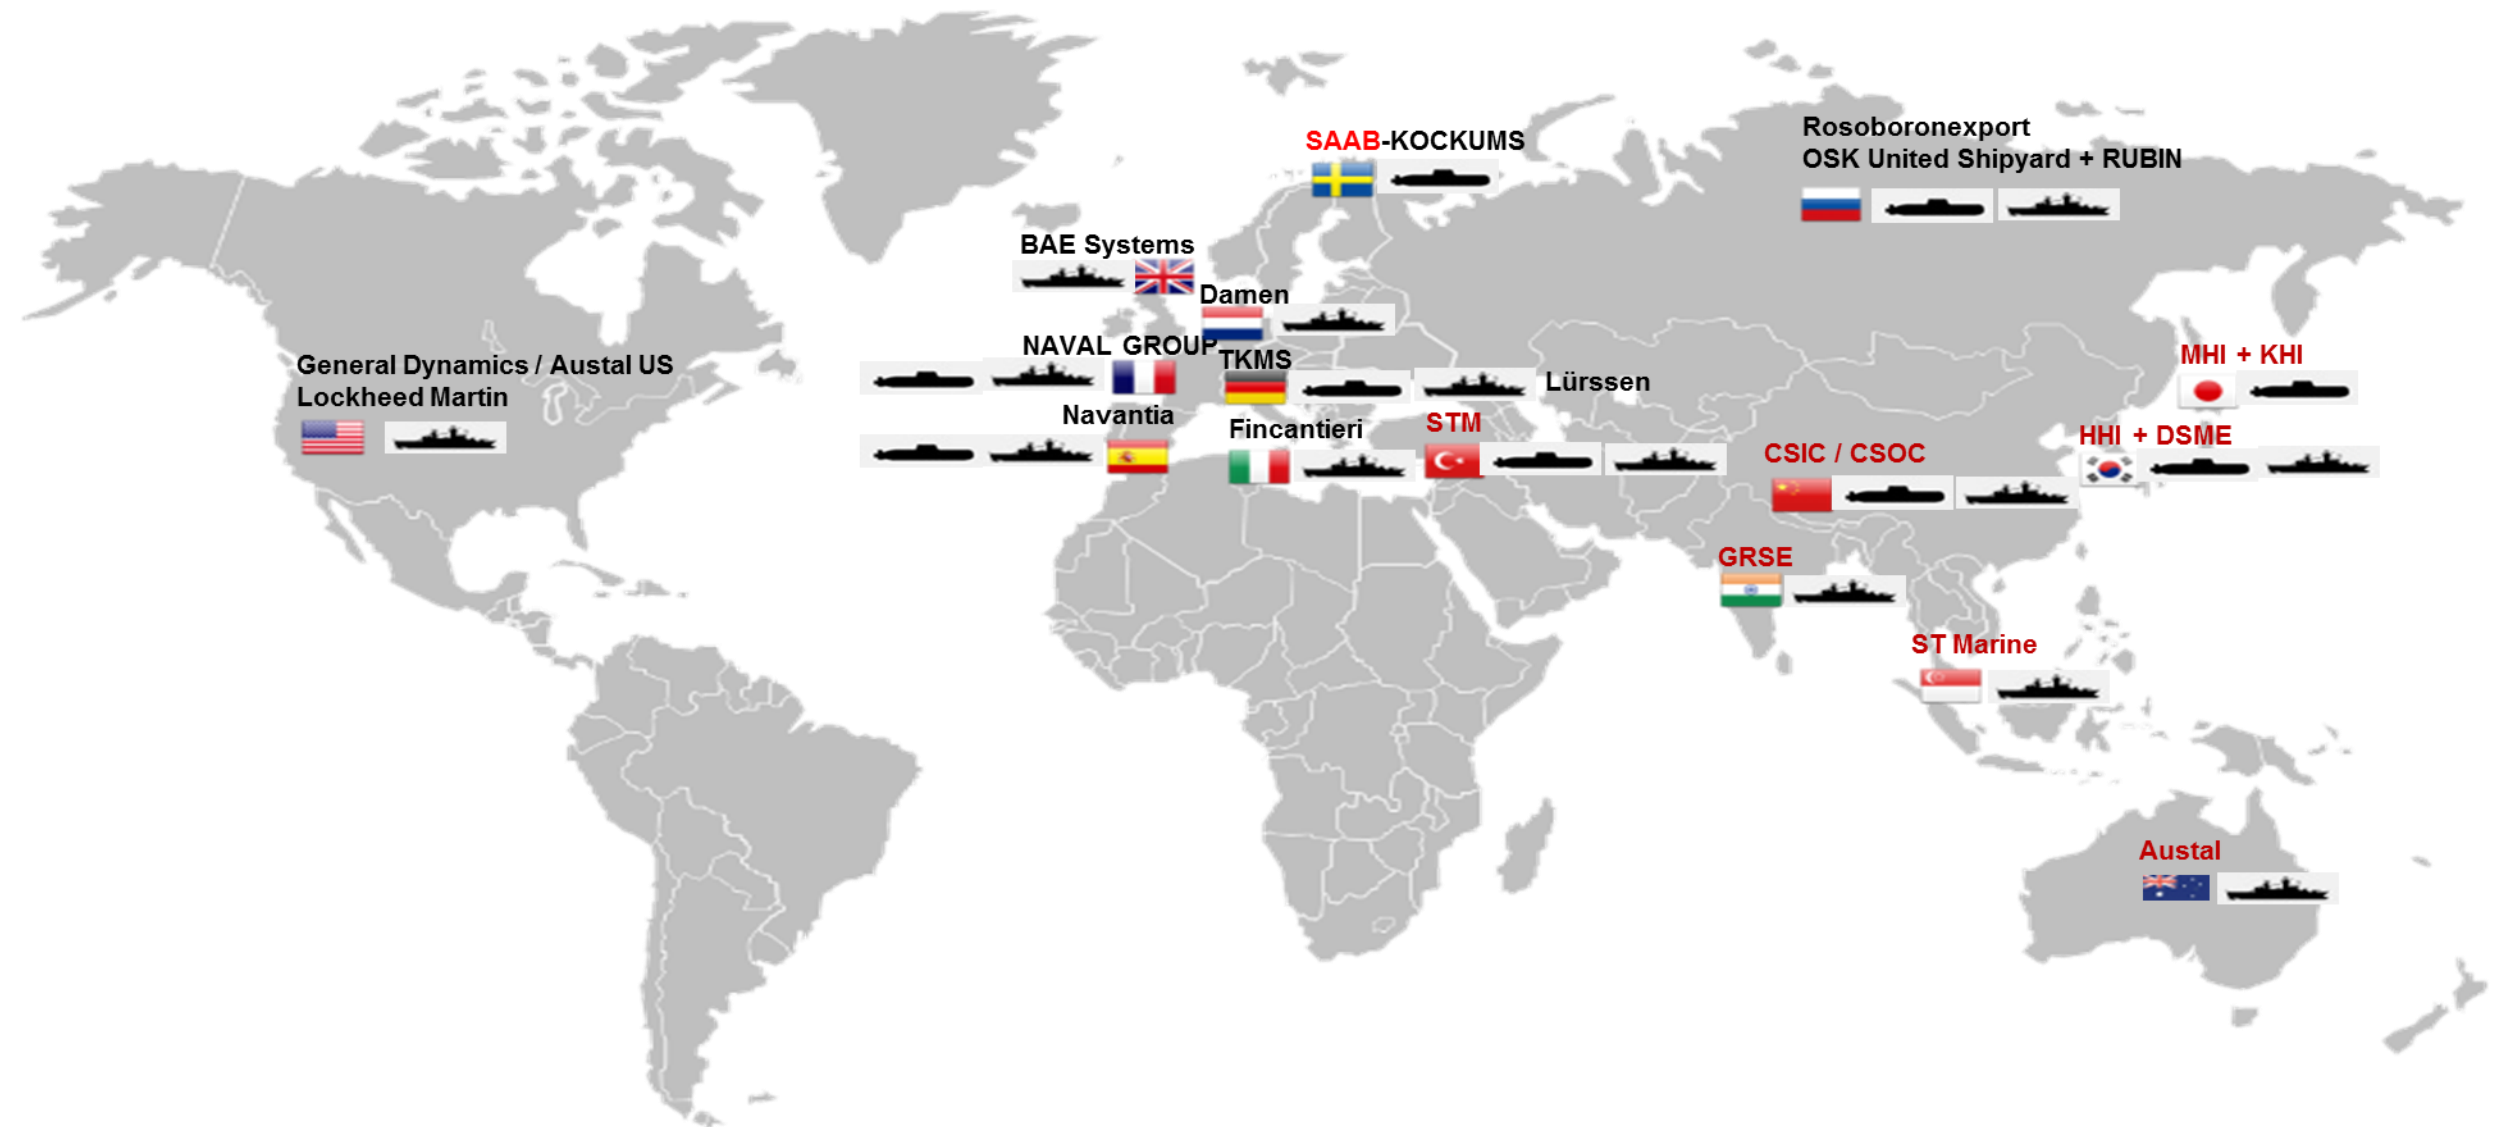 SAAB-KOCKUMS
Rosoboronexport
OSK United Shipyard + RUBIN
BAE Systems
Damen
NAVAL GROUP
TKMS
Lürssen
General Dynamics / Austal US
Lockheed Martin
MHI + KHI
Navantia
Fincantieri
STM
CSIC / CSOC
HHI + DSME
GRSE
ST Marine
Austal